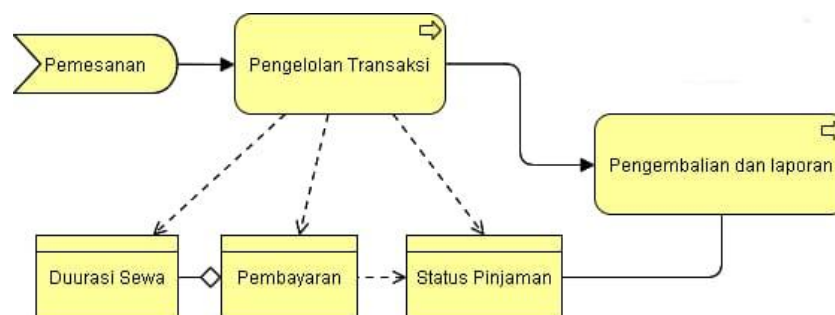 Pemesanan
Pengelolan Transaksi
Pengembalian dan laporan
Duurasi Sewa
Pembayaran
Status Pinjaman